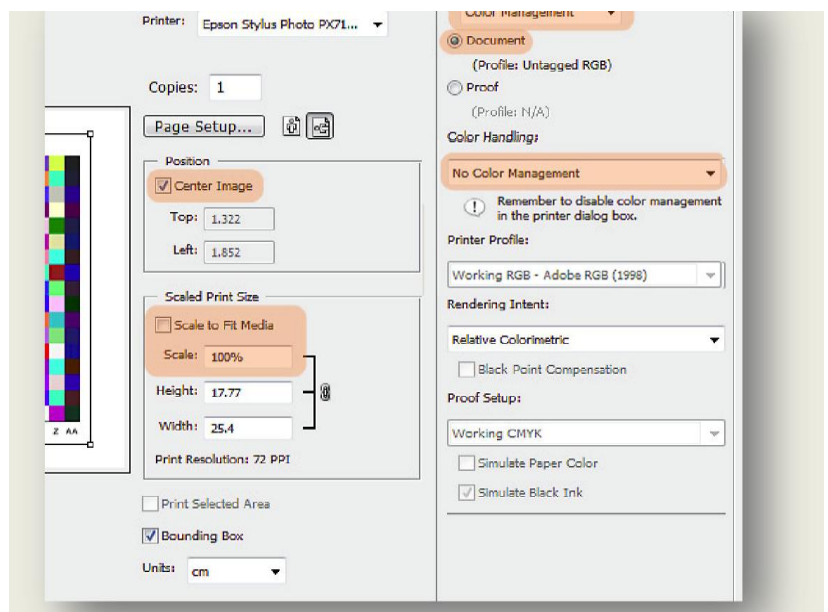 Printer: Epson Stylus Photo PX71...
Copies: 1
Page Setup...
Position
Center Image
Top: 1.322
Left: 1.852
Scaled Print Size
Scale to Fit Media
Scale: 100%
Height: 17.77
Width: 25.4
Print Resolution: 72 PPI
Print Selected Area
Bounding Box
Units: cm
Z AA
Color Management
Document
(Profile: Untagged RGB)
Proof
(Profile: N/A)
Color Handling:
No Color Management
Remember to disable color management
in the printer dialog box.
Printer Profile:
Working RGB - Adobe RGB (1998)
Rendering Intent:
Relative Colorimetric
Black Point Compensation
Proof Setup:
Working CMYK
Simulate Paper Color
Simulate Black Ink